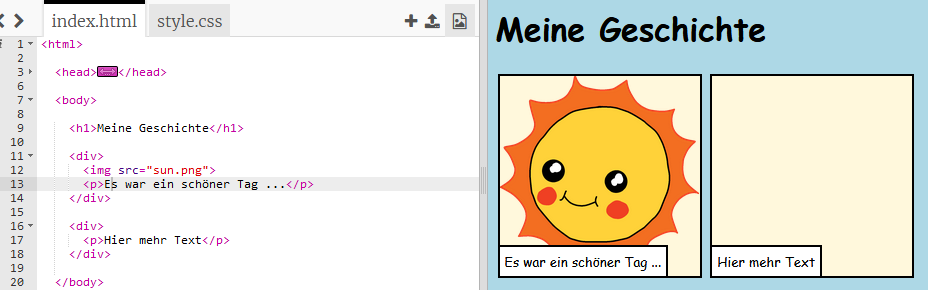 index.html style.css
1 <html>
2
3 <head></head>
6
7 <body>
8
9 <h1>Meine Geschichte</h1>
10
11 <div>
12 <img src="sun.png">
13 <p>Es war ein schöner Tag ...</p>
14 </div>
15
16 <div>
17 <p>Hier mehr Text</p>
18 </div>
19
20 </body>
Meine Geschichte
Es war ein schöner Tag ...
Hier mehr Text